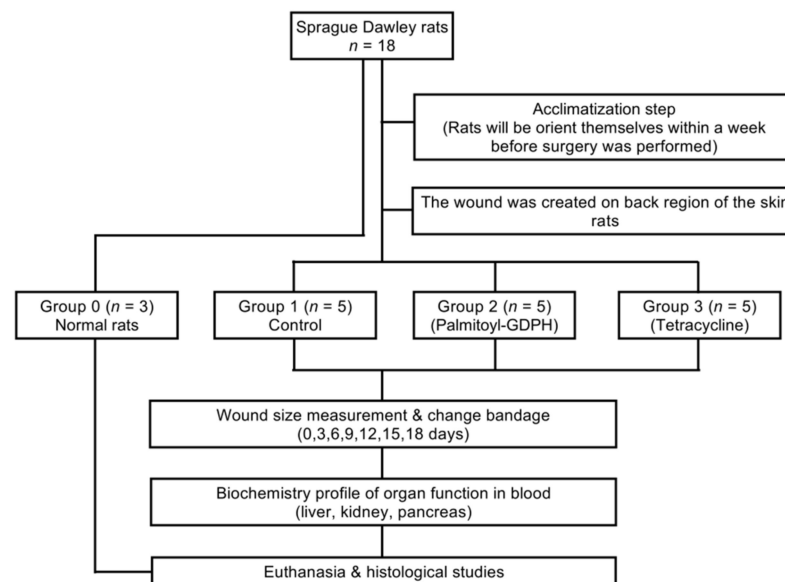 Sprague Dawley rats
n = 18
Acclimatization step
(Rats will be orient themselves within a week
before surgery was performed)
The wound was created on back region of the skin
rats
Group 0 (n = 3)
Normal rats
Group 1 (n = 5)
Control
Group 2 (n = 5)
(Palmitoyl-GDPH)
Group 3 (n = 5)
(Tetracycline)
Wound size measurement & change bandage
(0,3,6,9,12,15,18 days)
Biochemistry profile of organ function in blood
(liver, kidney, pancreas)
Euthanasia & histological studies